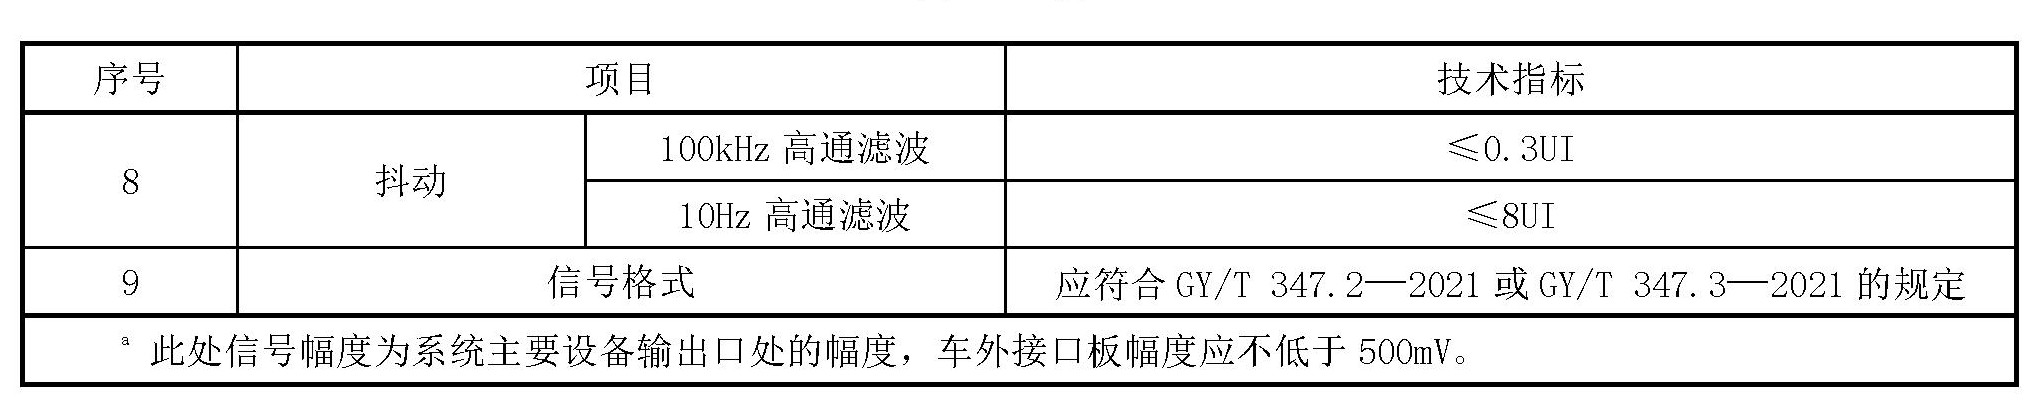 序号 项目 技术指标
8 抖动 100kHz 高通滤波 ≤0.3UI
10Hz 高通滤波 ≤8UI
9 信号格式 应符合 GY/T 347.2—2021 或 GY/T 347.3—2021 的规定
a 此处信号幅度为系统主要设备输出口处的幅度，车外接口板幅度应不低于 500mV。